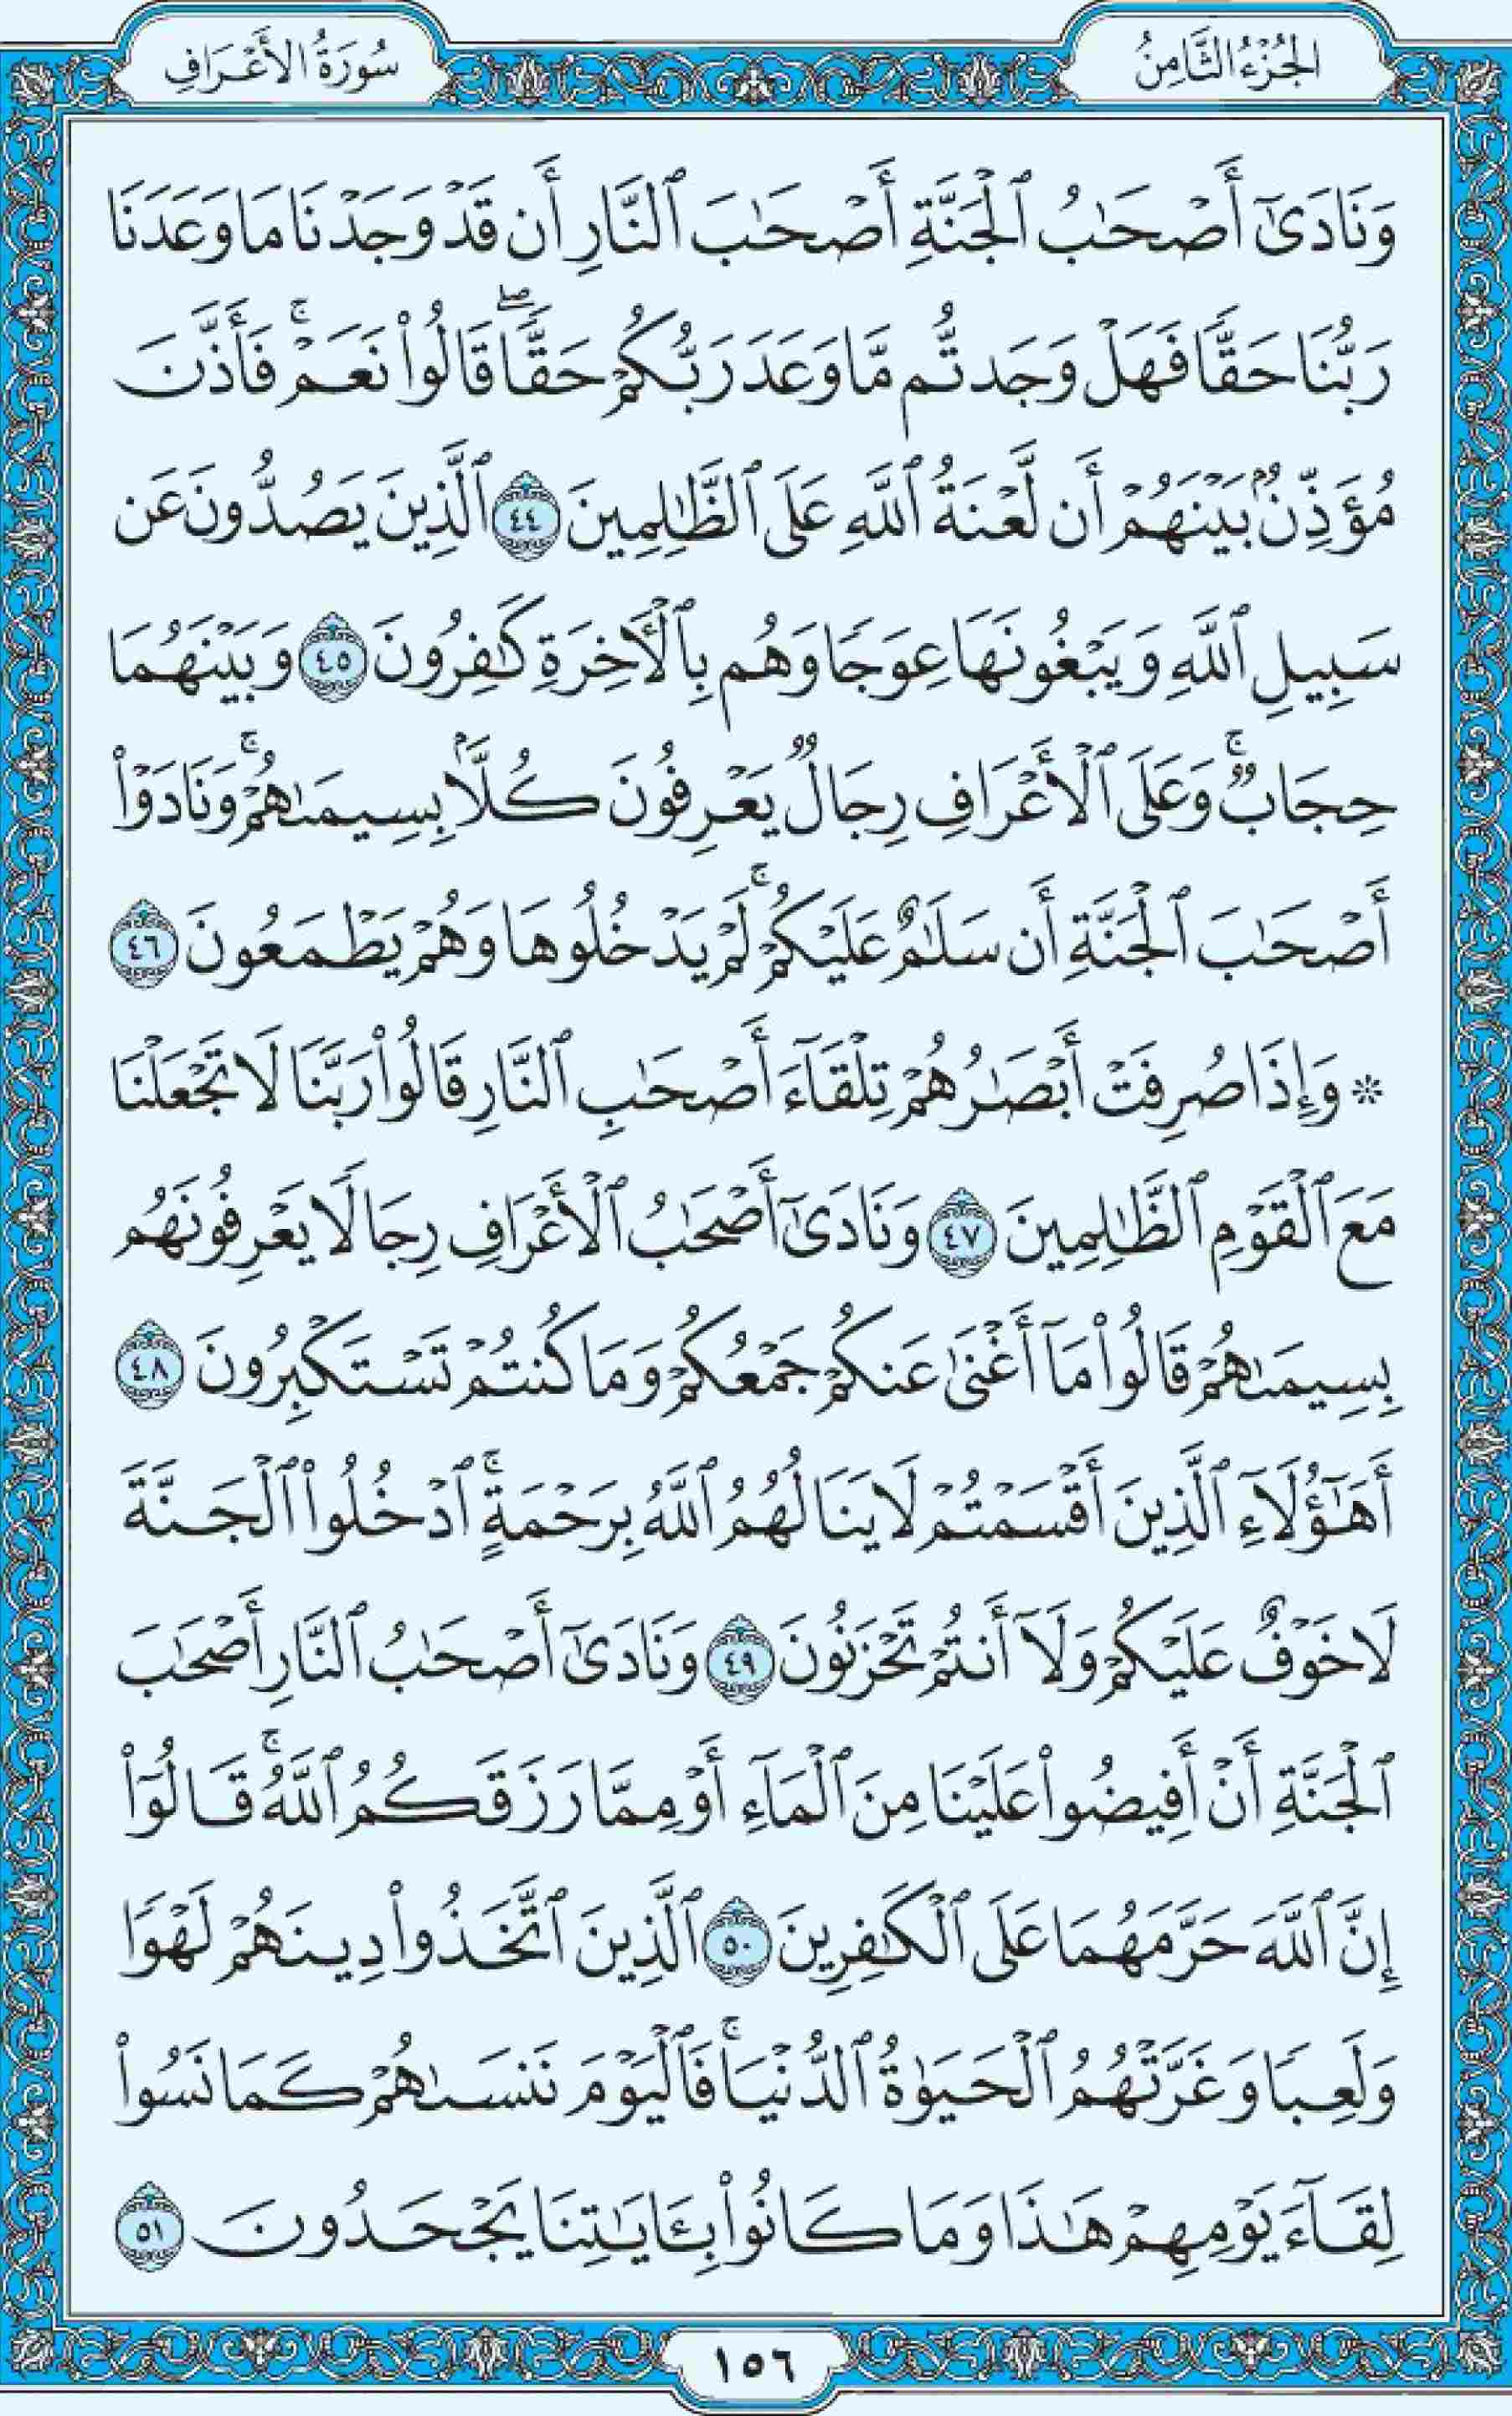 الجُزْءُ الثَّامِنُ
سُورَةُ الأَعْرَافِ
وَنَادَىٰٓ أَصْحَٰبُ ٱلْجَنَّةِ أَصْحَٰبَ ٱلنَّارِ أَن قَدْ وَجَدْنَا مَا وَعَدَنَا
رَبُّنَا حَقًّا فَهَلْ وَجَدتُّم مَّا وَعَدَ رَبُّكُمْ حَقًّا ۖ قَالُوا۟ نَعَمْ ۚ فَأَذَّنَ
مُؤَذِّنٌۢ بَيْنَهُمْ أَن لَّعْنَةُ ٱللَّهِ عَلَى ٱلظَّٰلِمِينَ ٤٤ ٱلَّذِينَ يَصُدُّونَ عَن
سَبِيلِ ٱللَّهِ وَيَبْغُونَهَا عِوَجًا وَهُم بِٱلْـَٔاخِرَةِ كَٰفِرُونَ ٤٥ وَبَيْنَهُمَا
حِجَابٌ ۚ وَعَلَى ٱلْأَعْرَافِ رِجَالٌ يَعْرِفُونَ كُلًّۢا بِسِيمَىٰهُمْ ۚ وَنَادَوْا۟
أَصْحَٰبَ ٱلْجَنَّةِ أَن سَلَٰمٌ عَلَيْكُمْ ۚ لَمْ يَدْخُلُوهَا وَهُمْ يَطْمَعُونَ ٤٦
۞ وَإِذَا صُرِفَتْ أَبْصَٰرُهُمْ تِلْقَآءَ أَصْحَٰبِ ٱلنَّارِ قَالُوا۟ رَبَّنَا لَا تَجْعَلْنَا
مَعَ ٱلْقَوْمِ ٱلظَّٰلِمِينَ ٤٧ وَنَادَىٰٓ أَصْحَٰبُ ٱلْأَعْرَافِ رِجَالًا يَعْرِفُونَهُم
بِسِيمَىٰهُمْ قَالُوا۟ مَآ أَغْنَىٰ عَنكُمْ جَمْعُكُمْ وَمَا كُنتُمْ تَسْتَكْبِرُونَ ٤٨
أَهَٰٓؤُلَآءِ ٱلَّذِينَ أَقْسَمْتُمْ لَا يَنَالُهُمُ ٱللَّهُ بِرَحْمَةٍ ۚ ٱدْخُلُوا۟ ٱلْجَنَّةَ
لَا خَوْفٌ عَلَيْكُمْ وَلَآ أَنتُمْ تَحْزَنُونَ ٤٩ وَنَادَىٰٓ أَصْحَٰبُ ٱلنَّارِ أَصْحَٰبَ
ٱلْجَنَّةِ أَنْ أَفِيضُوا۟ عَلَيْنَا مِنَ ٱلْمَآءِ أَوْ مِمَّا رَزَقَكُمُ ٱللَّهُ ۚ قَالُوٓا۟
إِنَّ ٱللَّهَ حَرَّمَهُمَا عَلَى ٱلْكَٰفِرِينَ ٥٠ ٱلَّذِينَ ٱتَّخَذُوا۟ دِينَهُمْ لَهْوًا
وَلَعِبًا وَغَرَّتْهُمُ ٱلْحَيَوٰةُ ٱلدُّنْيَا ۚ فَٱلْيَوْمَ نَنسَىٰهُمْ كَمَا نَسُوا۟
لِقَآءَ يَوْمِهِمْ هَٰذَا وَمَا كَانُوا۟ بِـَٔايَٰتِنَا يَجْحَدُونَ ٥١
١٥٦